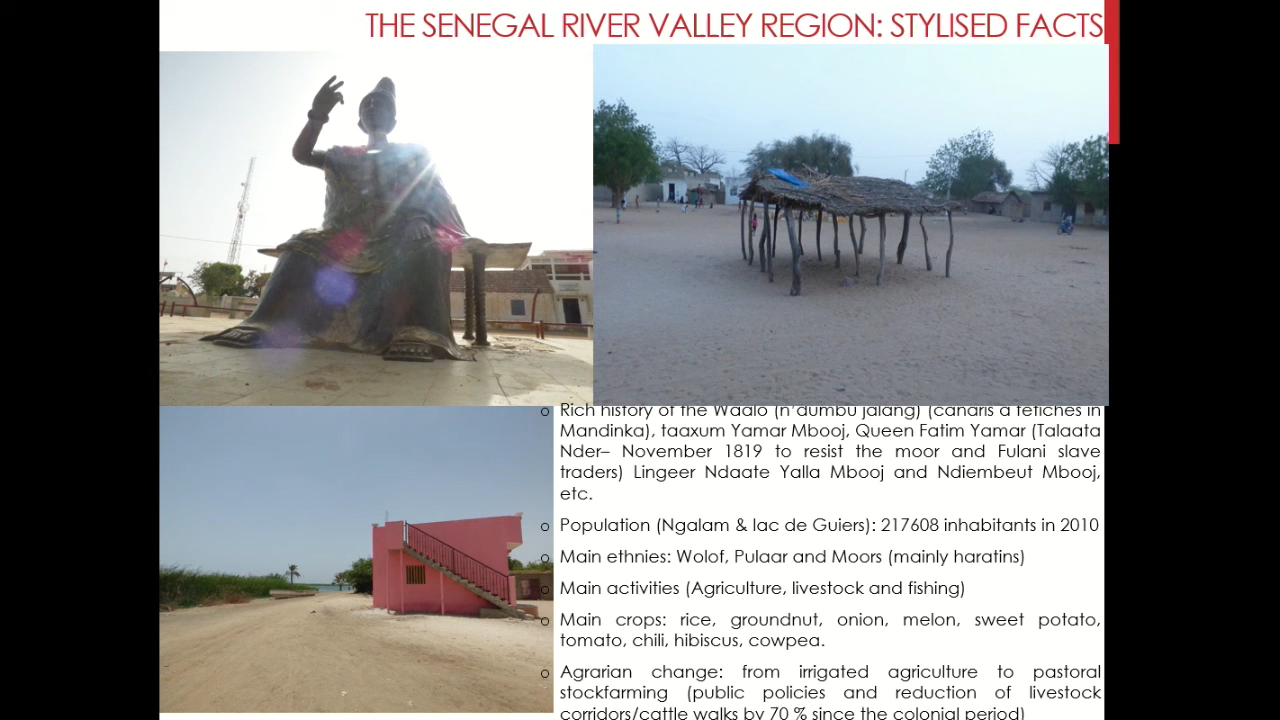 THE SENEGAL RIVER VALLEY REGION: STYLISED FACTS
o Rich history of the Waalo (n'dumbu jalang) (canaris à fétiches in
Mandinka), taaxum Yamar Mbooj, Queen Fatim Yamar (Talaata
Nder– November 1819 to resist the moor and Fulani slave
traders) Lingeer Ndaate Yalla Mbooj and Ndiembeut Mbooj,
etc.
o Population (Ngalam & lac de Guiers): 217608 inhabitants in 2010
o Main ethnies: Wolof, Pulaar and Moors (mainly haratins)
o Main activities (Agriculture, livestock and fishing)
o Main crops: rice, groundnut, onion, melon, sweet potato,
tomato, chili, hibiscus, cowpea.
o Agrarian change: from irrigated agriculture to pastoral
stockfarming (public policies and reduction of livestock
corridors/cattle walks by 70 % since the colonial period)